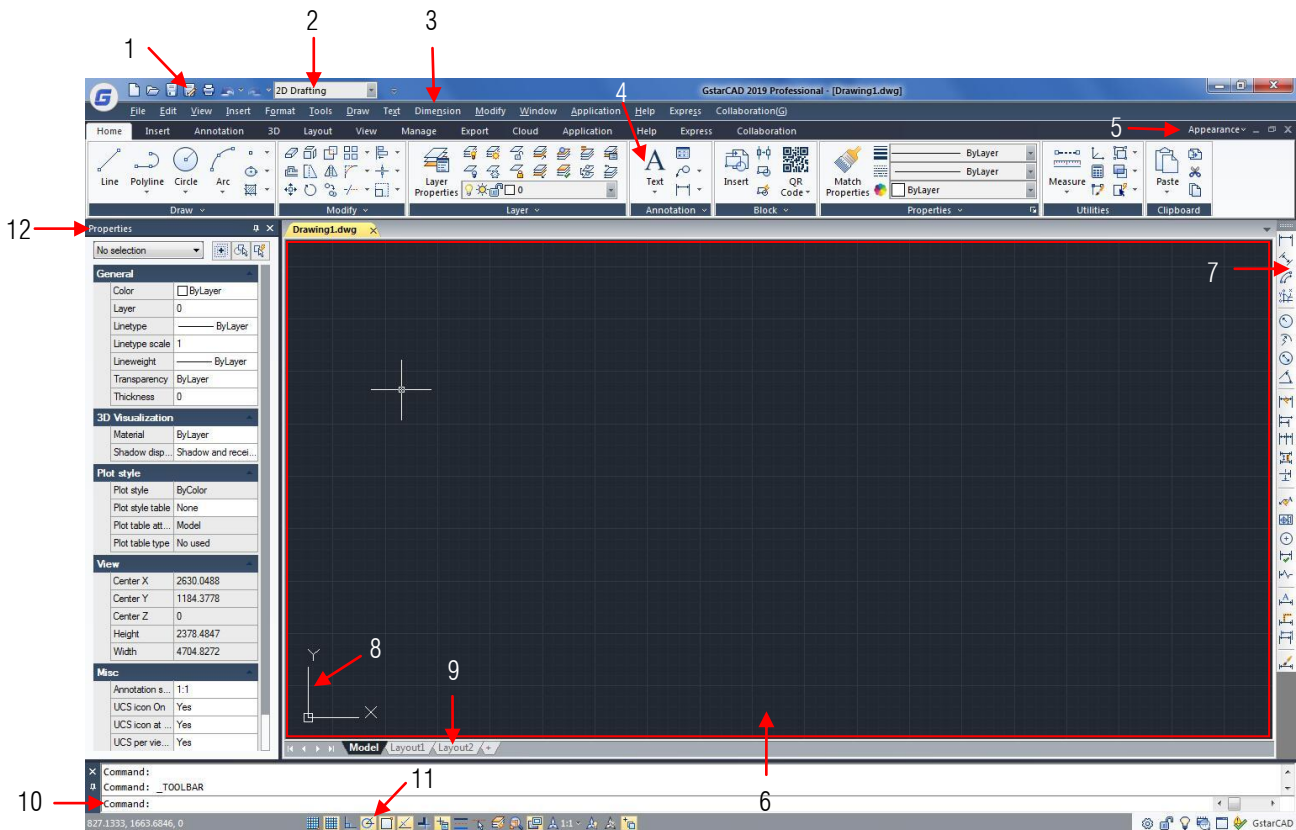 1
2
3
2D Drafting
GstarCAD 2019 Professional - [Drawing1.dwg]
File Edit View Insert Format Tools Draw Text Dimension Modify Window Application Help Express Collaboration(G)
4
Home Insert Annotation 3D Layout View Manage Export Cloud Application Help Express Collaboration
5
Appearance
Line Polyline Circle Arc
Layer Properties
0
Text
Insert
QR Code
Match Properties
ByLayer
ByLayer
ByLayer
Measure
Paste
Draw
Modify
Layer
Annotation
Block
Properties
Utilities
Clipboard
12
Properties
Drawing1.dwg
No selection
General
Color ByLayer
Layer 0
Linetype ByLayer
Linetype scale 1
Lineweight ByLayer
Transparency ByLayer
Thickness 0
3D Visualization
Material ByLayer
Shadow disp... Shadow and recei...
Plot style
Plot style ByColor
Plot style table None
Plot table att... Model
Plot table type No used
View
Center X 2630.0488
Center Y 1184.3778
Center Z 0
Height 2378.4847
Width 4704.8272
Misc
Annotation s... 1:1
UCS icon On Yes
UCS icon at ... Yes
UCS per vie... Yes
7
Y
8
X
9
6
Model Layout1 Layout2 +
Command:
Command: _TOOLBAR
10
Command:
11
827.1333, 1663.6846, 0
1:1
GstarCAD